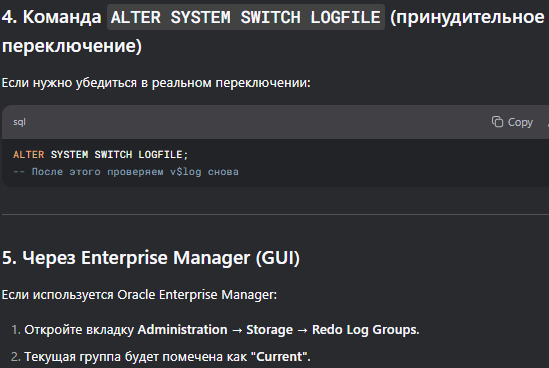 4. Команда ALTER SYSTEM SWITCH LOGFILE (принудительное
переключение)
Если нужно убедиться в реальном переключении:
sql
Copy
ALTER SYSTEM SWITCH LOGFILE;
-- После этого проверяем v$log снова
5. Через Enterprise Manager (GUI)
Если используется Oracle Enterprise Manager:
1. Откройте вкладку Administration → Storage → Redo Log Groups.
2. Текущая группа будет помечена как "Current".